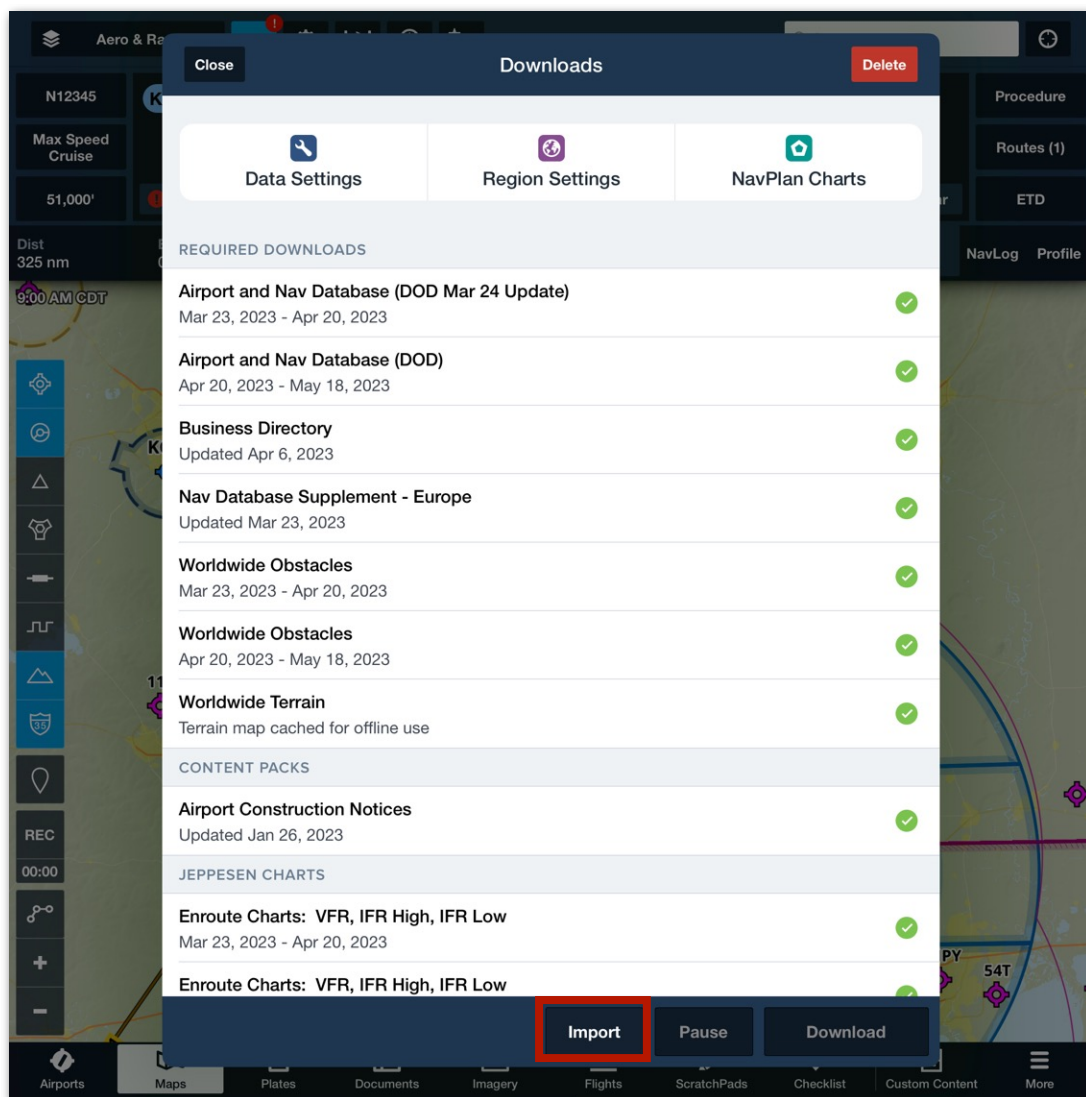 Aero & Ra
Close
Downloads
Delete
N12345
K
Procedure
Max Speed
Cruise
Data Settings
Region Settings
NavPlan Charts
Routes (1)
51,000'
ETD
Dist
325 nm
NavLog
Profile
REQUIRED DOWNLOADS
9:00 AM CDT
Airport and Nav Database (DOD Mar 24 Update)
Mar 23, 2023 - Apr 20, 2023
Airport and Nav Database (DOD)
Apr 20, 2023 - May 18, 2023
Business Directory
Updated Apr 6, 2023
Nav Database Supplement - Europe
Updated Mar 23, 2023
Worldwide Obstacles
Mar 23, 2023 - Apr 20, 2023
Worldwide Obstacles
Apr 20, 2023 - May 18, 2023
Worldwide Terrain
Terrain map cached for offline use
35
11
CONTENT PACKS
Airport Construction Notices
Updated Jan 26, 2023
REC
00:00
JEPPESEN CHARTS
Enroute Charts: VFR, IFR High, IFR Low
Mar 23, 2023 - Apr 20, 2023
Enroute Charts: VFR, IFR High, IFR Low
PY
54T
Import
Pause
Download
Airports
Maps
Plates
Documents
Imagery
Flights
ScratchPads
Checklist
Custom Content
More